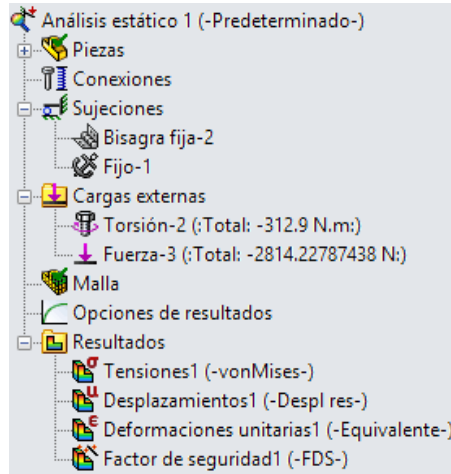 Análisis estático 1 (-Predeterminado-)
Piezas
Conexiones
Sujeciones
Bisagra fija-2
Fijo-1
Cargas externas
Torsión-2 (:Total: -312.9 N.m:)
Fuerza-3 (:Total: -2814.22787438 N:)
Malla
Opciones de resultados
Resultados
Tensiones1 (-vonMises-)
Desplazamientos1 (-Despl res-)
Deformaciones unitarias1 (-Equivalente-)
Factor de seguridad1 (-FDS-)